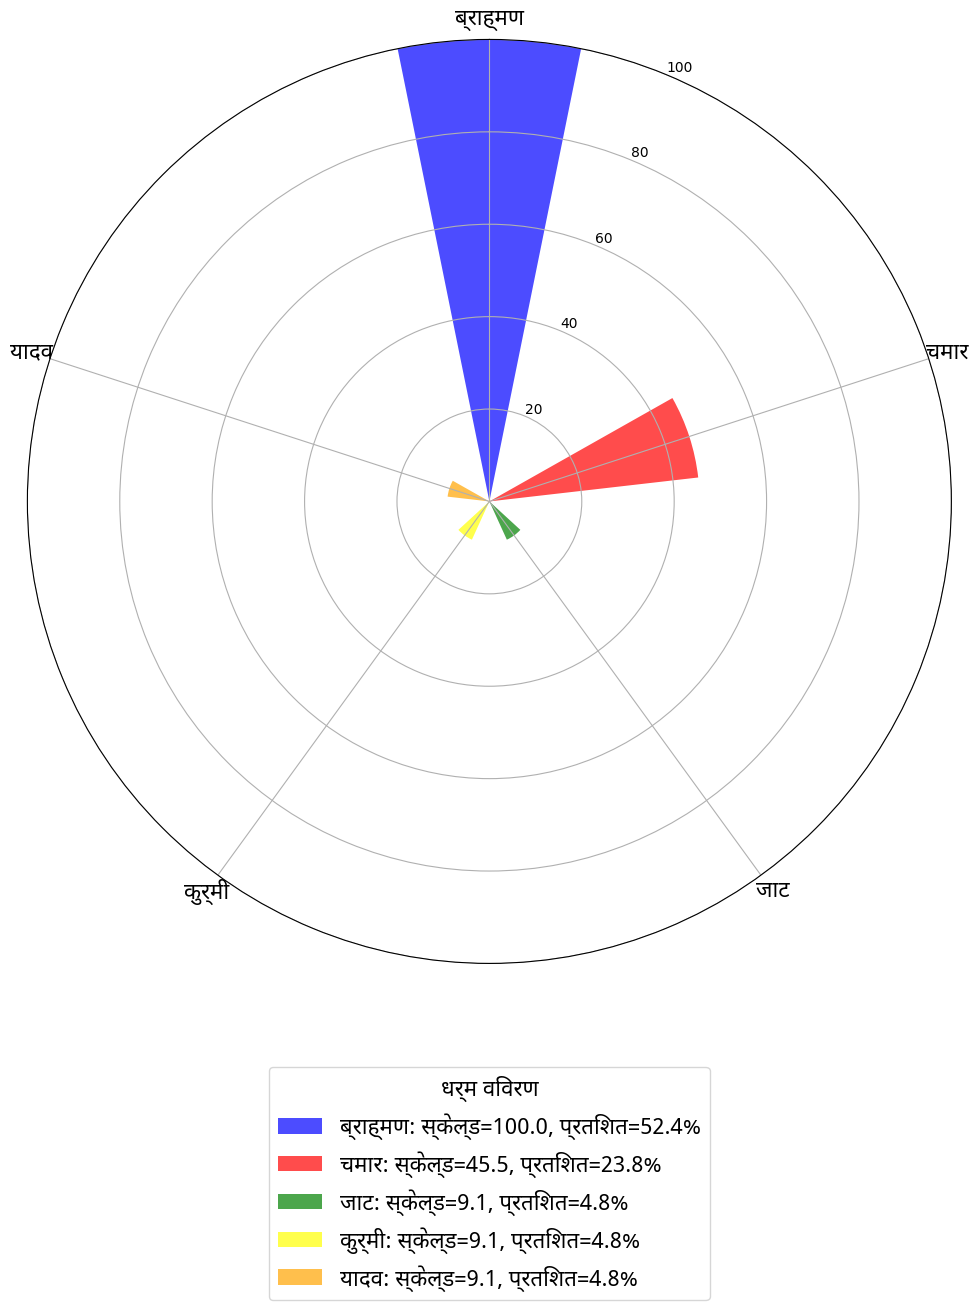 ब्राह्मण
100
80
60
यादव
40
चमार
20
कुर्मी
जाट
धर्म विवरण
ब्राह्मण: स्केल्ड=100.0, प्रतिशत=52.4%
चमार: स्केल्ड=45.5, प्रतिशत=23.8%
जाट: स्केल्ड=9.1, प्रतिशत=4.8%
कुर्मी: स्केल्ड=9.1, प्रतिशत=4.8%
यादव: स्केल्ड=9.1, प्रतिशत=4.8%